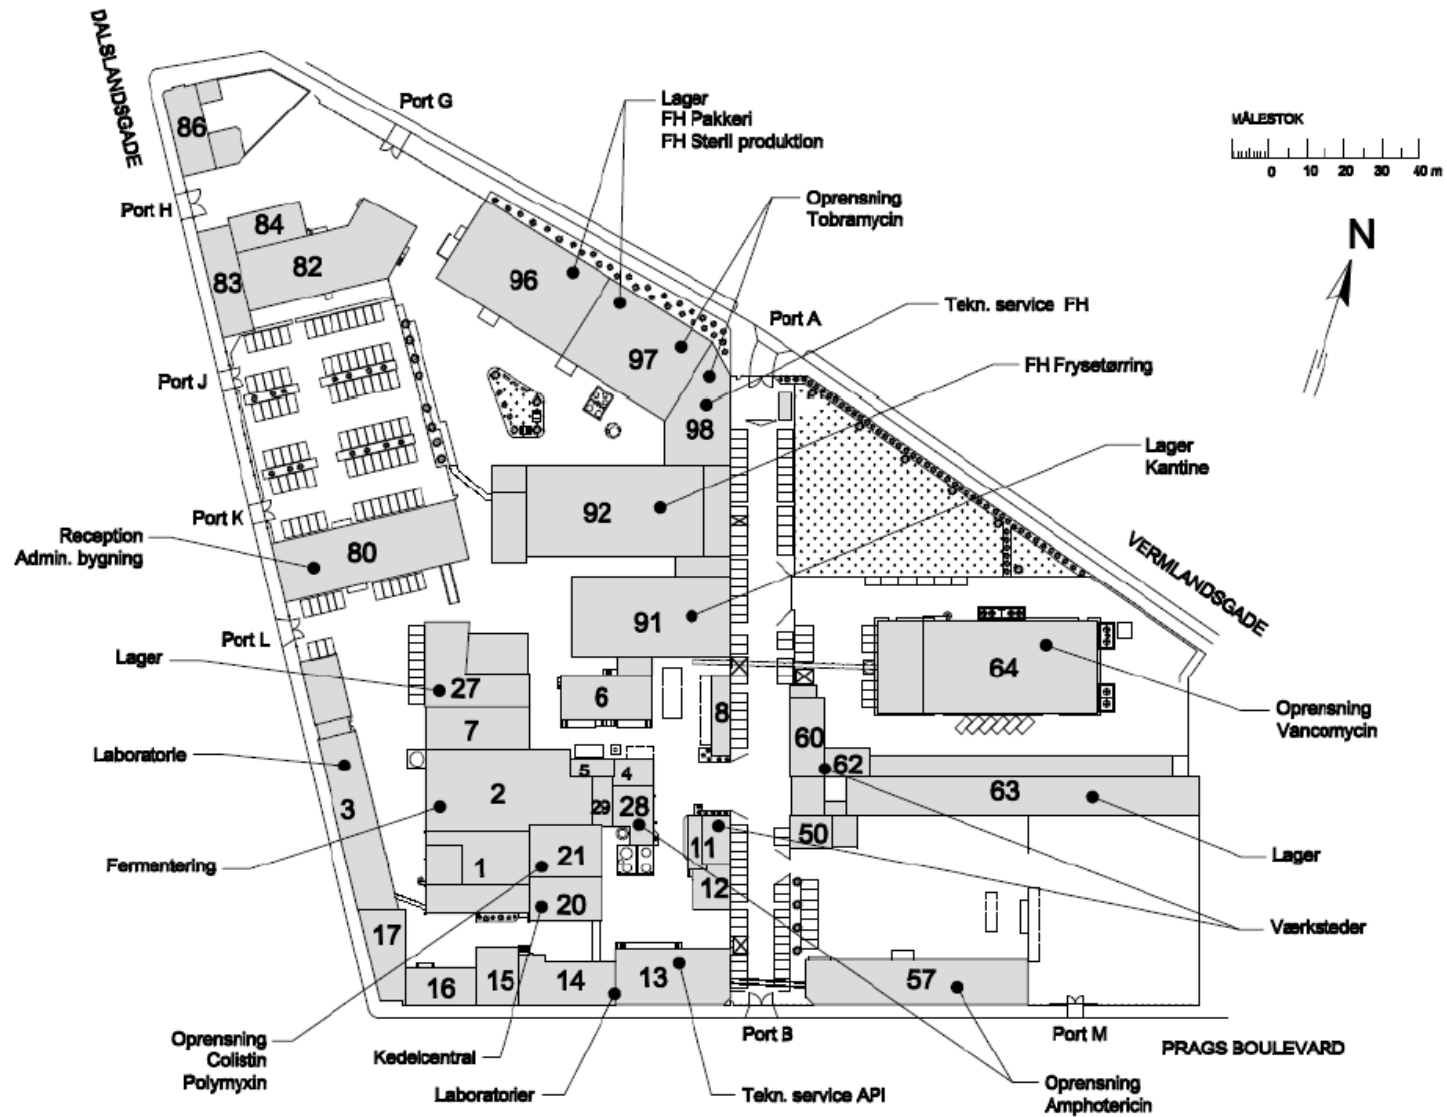 DALSLANDSGADE
Port G
Lager
FH Pakkeri
FH Steril produktion
MÅLESTOK
0 10 20 30 40 m
86
Port H
Oprensning
Tobramycin
N
84
83
82
96
Tekn. service FH
Port A
97
FH Frysetørring
Port J
98
Lager
Kantine
Port K
92
Reception
Admin. bygning
80
VERMLANDSGADE
91
Port L
Lager
27
6
64
8
7
Oprensning
Vancomycin
60
62
Laboratorie
5
4
2
63
3
29
28
50
Fermentering
21
11
Lager
1
12
20
Værksteder
17
16
15
14
13
57
Port B
Port M
Oprensning
Colistin
Polymyxin
Kedelcentral
PRAGS BOULEVARD
Laboratorier
Tekn. service API
Oprensning
Amphotericin